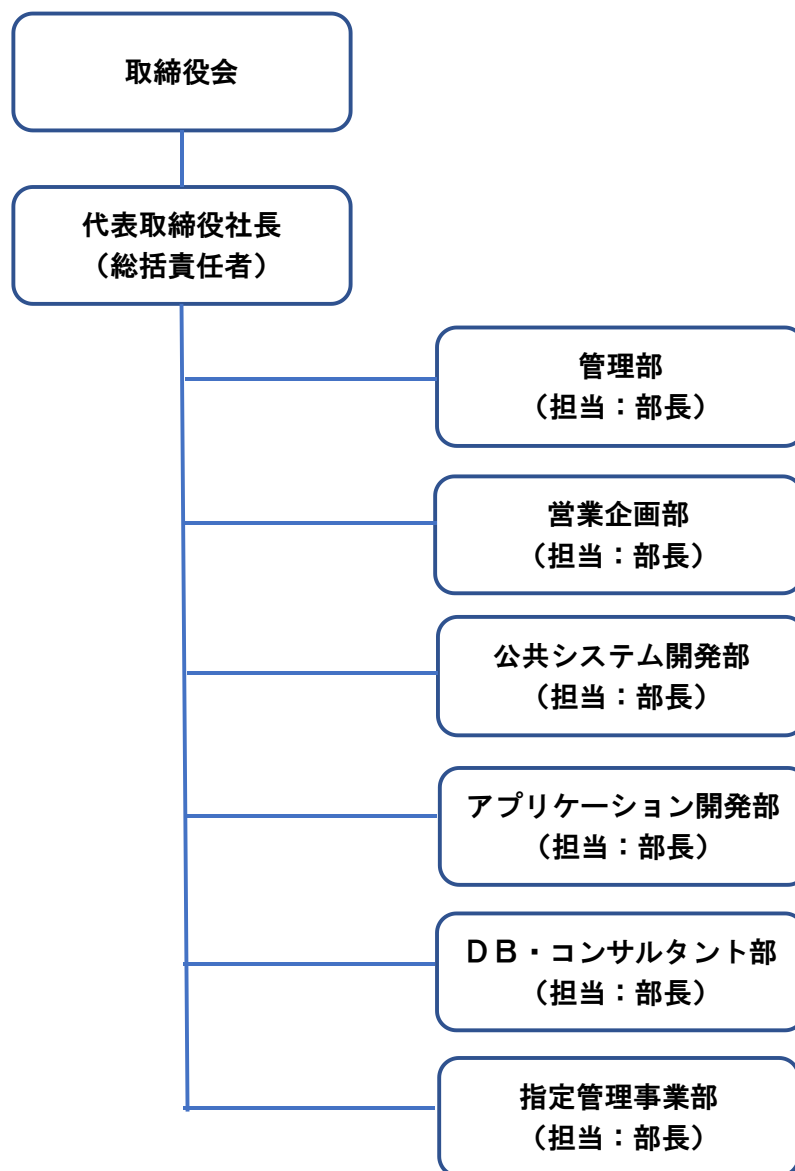 取締役会
代表取締役社長
（総括責任者）
管理部
（担当：部長）
営業企画部
（担当：部長）
公共システム開発部
（担当：部長）
アプリケーション開発部
（担当：部長）
ＤＢ・コンサルタント部
（担当：部長）
指定管理事業部
（担当：部長）